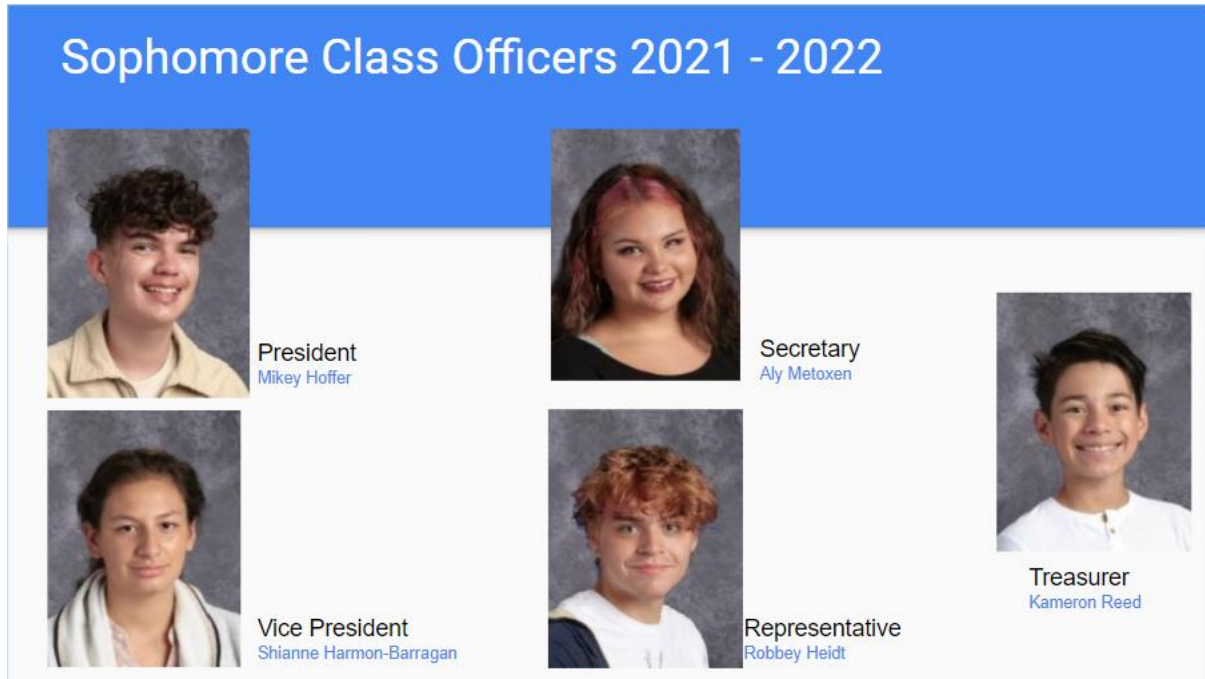 Sophomore Class Officers 2021 - 2022
President
Mikey Hoffer
Secretary
Aly Metoxen
Vice President
Shianne Harmon-Barragan
Representative
Robbey Heidt
Treasurer
Kameron Reed